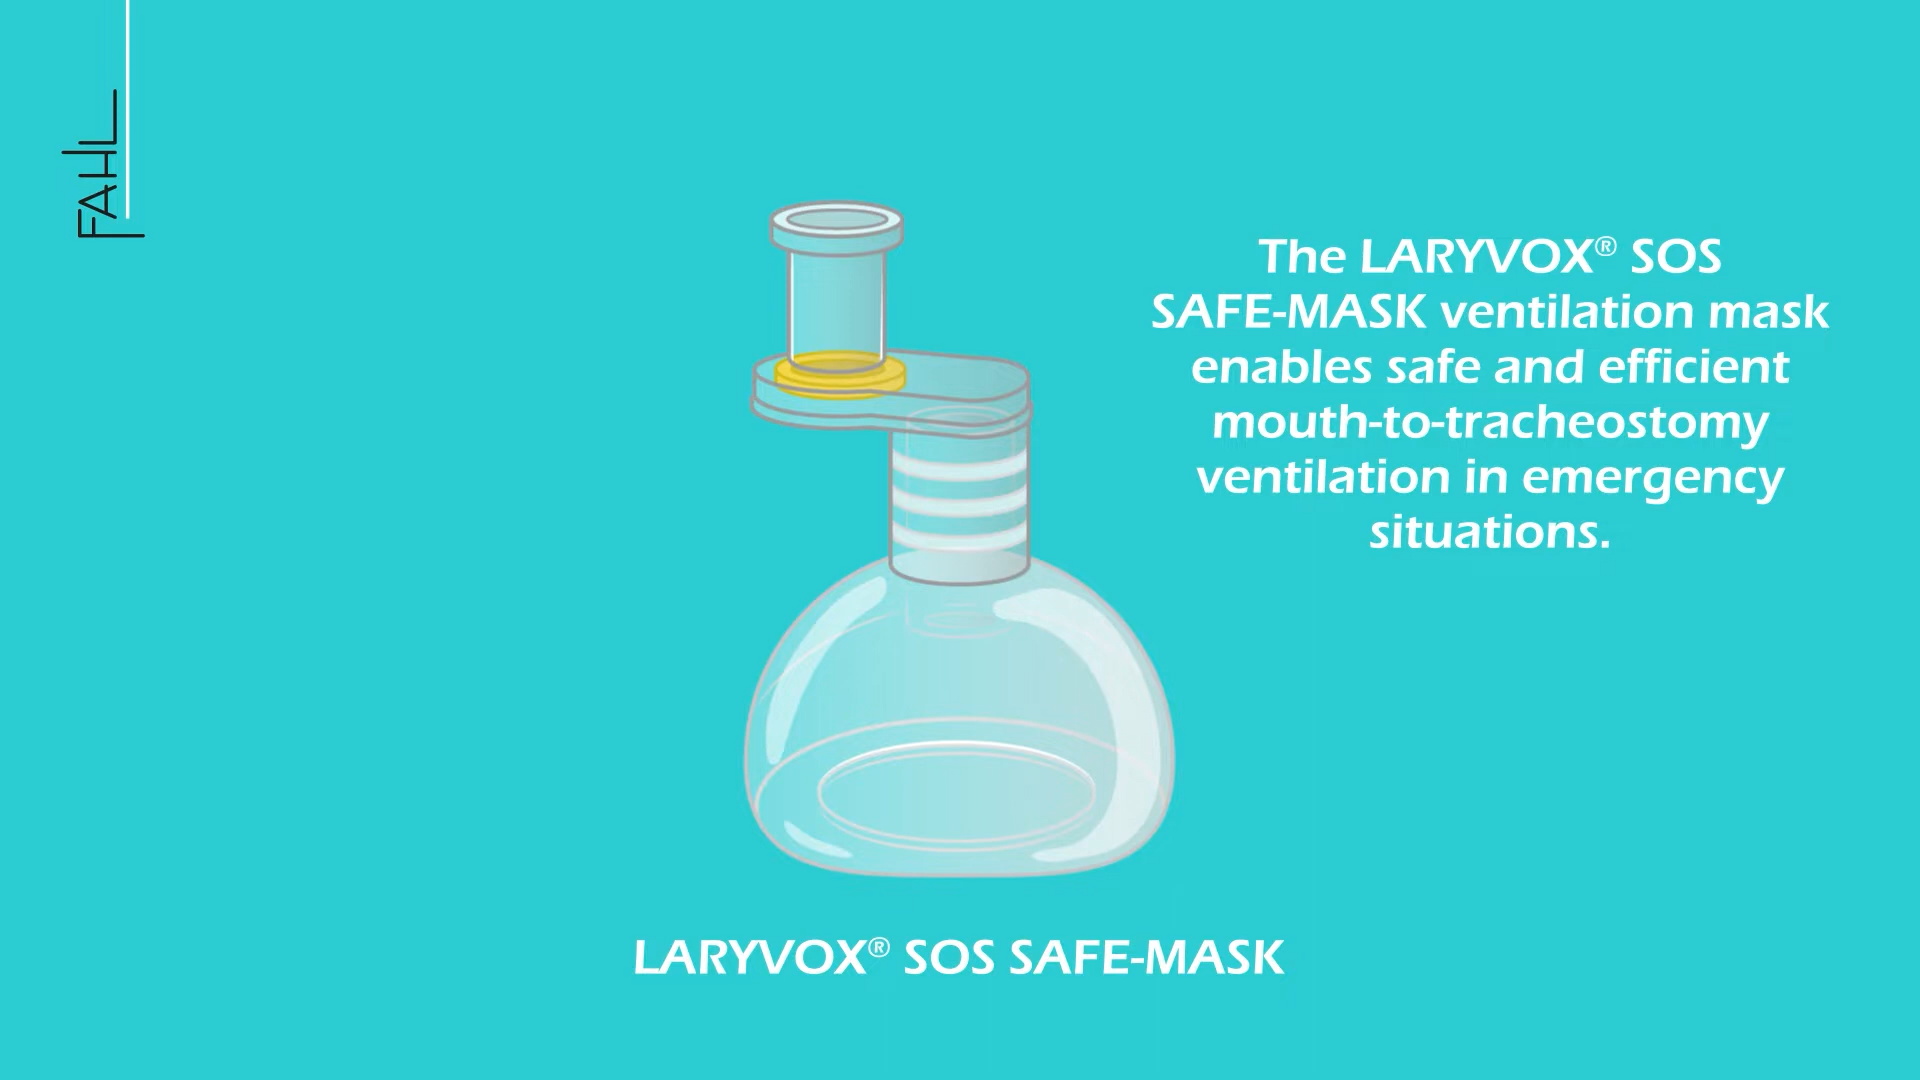 FAHL
The LARYVOX® SOS
SAFE-MASK ventilation mask
enables safe and efficient
mouth-to-tracheostomy
ventilation in emergency
situations.
LARYVOX® SOS SAFE-MASK